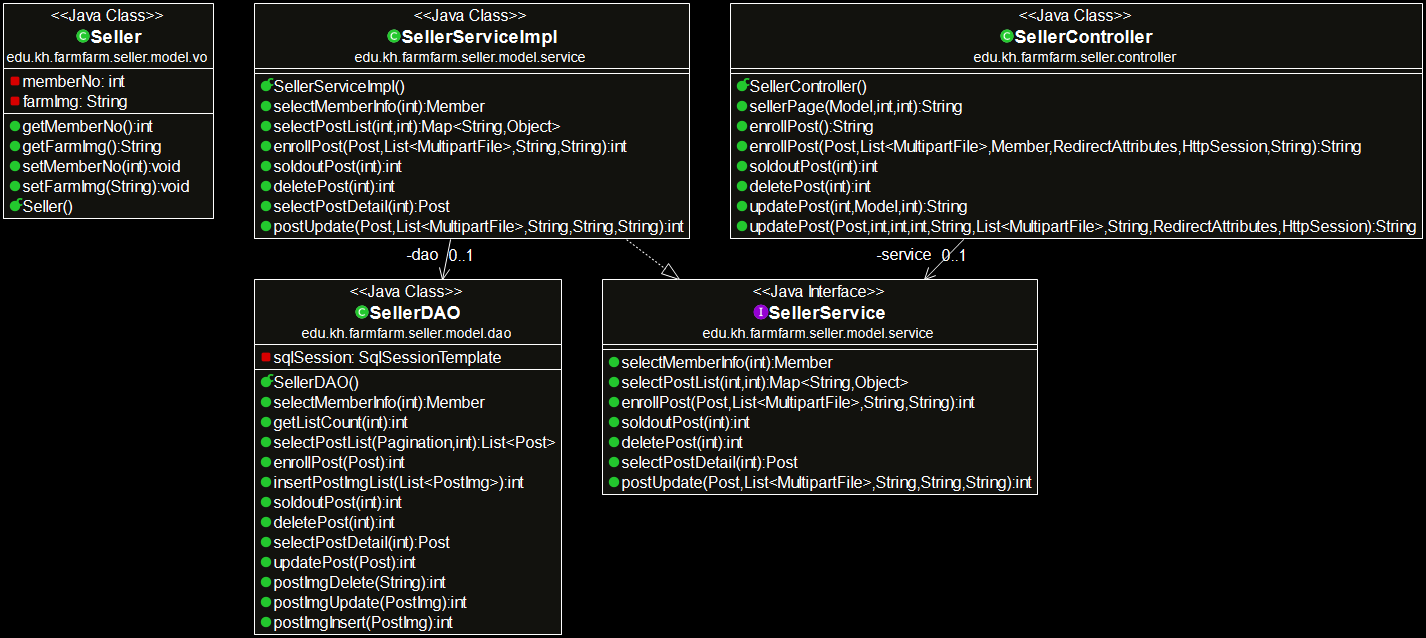 <<Java Class>>
Seller
edu.kh.farmfarm.seller.model.vo
memberNo: int
farmImg: String
getMemberNo():int
getFarmImg():String
setMemberNo(int):void
setFarmImg(String):void
Seller()
<<Java Class>>
SellerServiceImpl
edu.kh.farmfarm.seller.model.service
SellerServiceImpl()
selectMemberInfo(int):Member
selectPostList(int,int):Map<String,Object>
enrollPost(Post,List<MultipartFile>,String,String):int
soldoutPost(int):int
deletePost(int):int
selectPostDetail(int):Post
postUpdate(Post,List<MultipartFile>,String,String,String):int
<<Java Class>>
SellerController
edu.kh.farmfarm.seller.controller
SellerController()
sellerPage(Model,int,int):String
enrollPost():String
enrollPost(Post,List<MultipartFile>,Member,RedirectAttributes,HttpSession,String):String
soldoutPost(int):int
deletePost(int):int
updatePost(int,Model,int):String
updatePost(Post,int,int,int,String,List<MultipartFile>,String,RedirectAttributes,HttpSession):String
-dao 0..1
-service 0..1
<<Java Class>>
SellerDAO
edu.kh.farmfarm.seller.model.dao
sqlSession: SqlSessionTemplate
SellerDAO()
selectMemberInfo(int):Member
getListCount(int):int
selectPostList(Pagination,int):List<Post>
enrollPost(Post):int
insertPostImgList(List<PostImg>):int
soldoutPost(int):int
deletePost(int):int
selectPostDetail(int):Post
updatePost(Post):int
postImgDelete(String):int
postImgUpdate(PostImg):int
postImgInsert(PostImg):int
<<Java Interface>>
I SellerService
edu.kh.farmfarm.seller.model.service
selectMemberInfo(int):Member
selectPostList(int,int):Map<String,Object>
enrollPost(Post,List<MultipartFile>,String,String):int
soldoutPost(int):int
deletePost(int):int
selectPostDetail(int):Post
postUpdate(Post,List<MultipartFile>,String,String,String):int